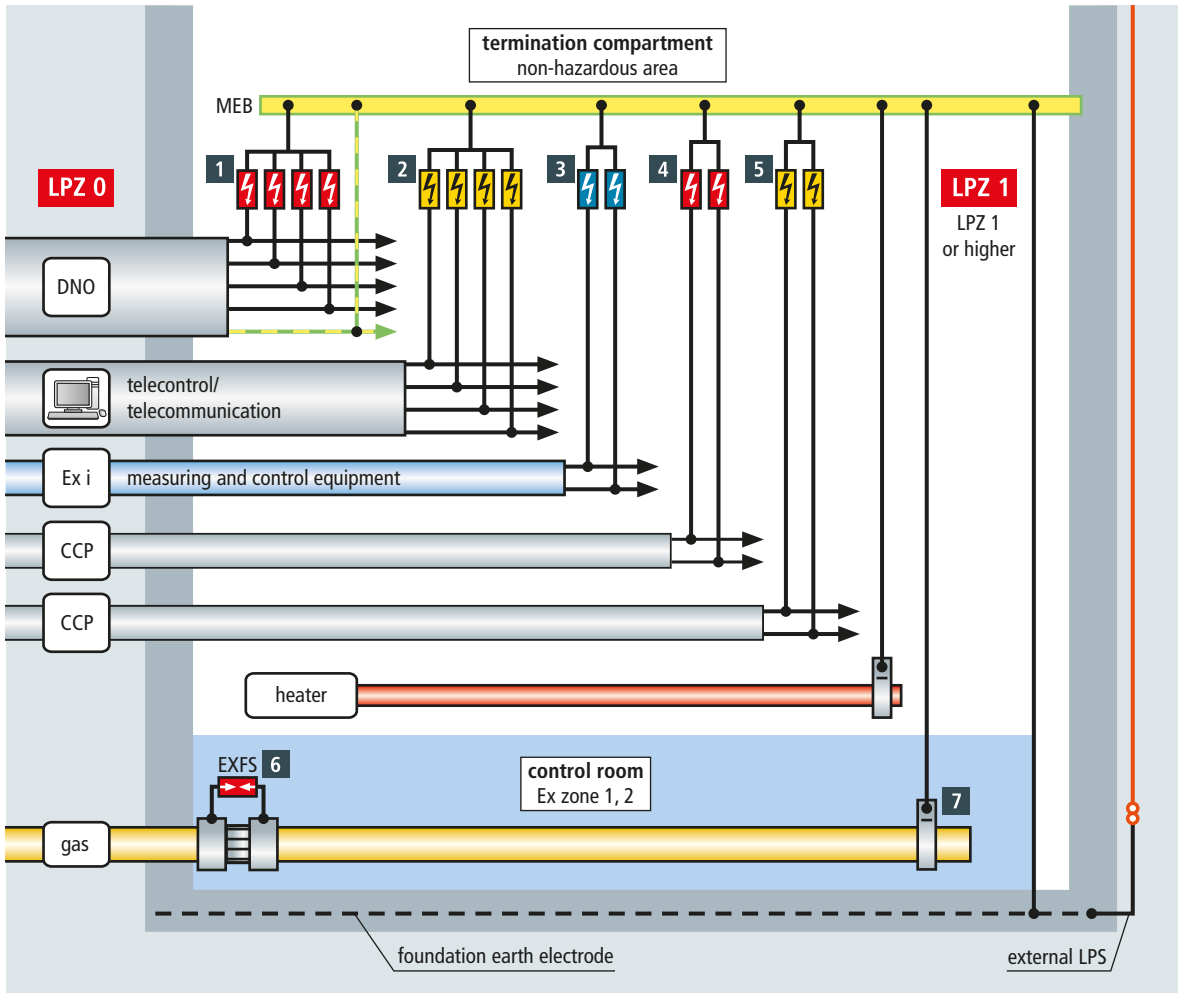 termination compartment
non-hazardous area
MEB
1
2
3
4
5
LPZ 0
LPZ 1
LPZ 1
or higher
DNO
telecontrol/
telecommunication
Ex i
measuring and control equipment
CCP
CCP
heater
EXFS
6
control room
Ex zone 1, 2
7
gas
foundation earth electrode
external LPS